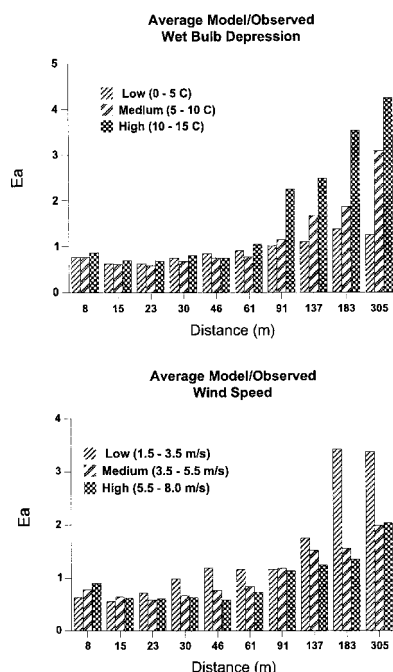 Average Model/Observed
Wet Bulb Depression
5
4
3
2
1
0
Ea
Low (0 - 5 C)
Medium (5 - 10 C)
High (10 - 15 C)
8 15 23 30 46 61 91 137 183 305
Distance (m)
Average Model/Observed
Wind Speed
4
3
2
1
0
Ea
Low (1.5 - 3.5 m/s)
Medium (3.5 - 5.5 m/s)
High (5.5 - 8.0 m/s)
8 15 23 30 46 61 91 137 183 305
Distance (m)